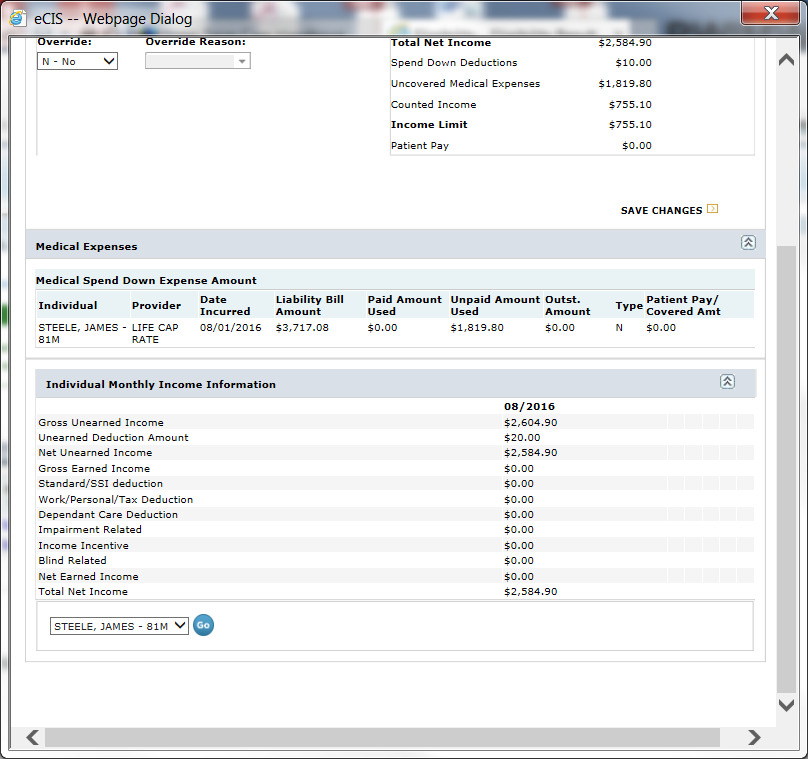 eCIS -- Webpage Dialog
Override: Override Reason:
N - No
Total Net Income $2,584.90
Spend Down Deductions $10.00
Uncovered Medical Expenses $1,819.80
Counted Income $755.10
Income Limit $755.10
Patient Pay $0.00
SAVE CHANGES
Medical Expenses
Medical Spend Down Expense Amount
Individual Provider Date Incurred Liability Bill Amount Paid Amount Used Unpaid Amount Used Outst. Amount Type Patient Pay/ Covered Amt
STEELE, JAMES - 81M LIFE CAP RATE 08/01/2016 $3,717.08 $0.00 $1,819.80 $0.00 N $0.00
Individual Monthly Income Information
08/2016
Gross Unearned Income $2,604.90
Unearned Deduction Amount $20.00
Net Unearned Income $2,584.90
Gross Earned Income $0.00
Standard/SSI deduction $0.00
Work/Personal/Tax Deduction $0.00
Dependant Care Deduction $0.00
Impairment Related $0.00
Income Incentive $0.00
Blind Related $0.00
Net Earned Income $0.00
Total Net Income $2,584.90
STEELE, JAMES - 81M Go